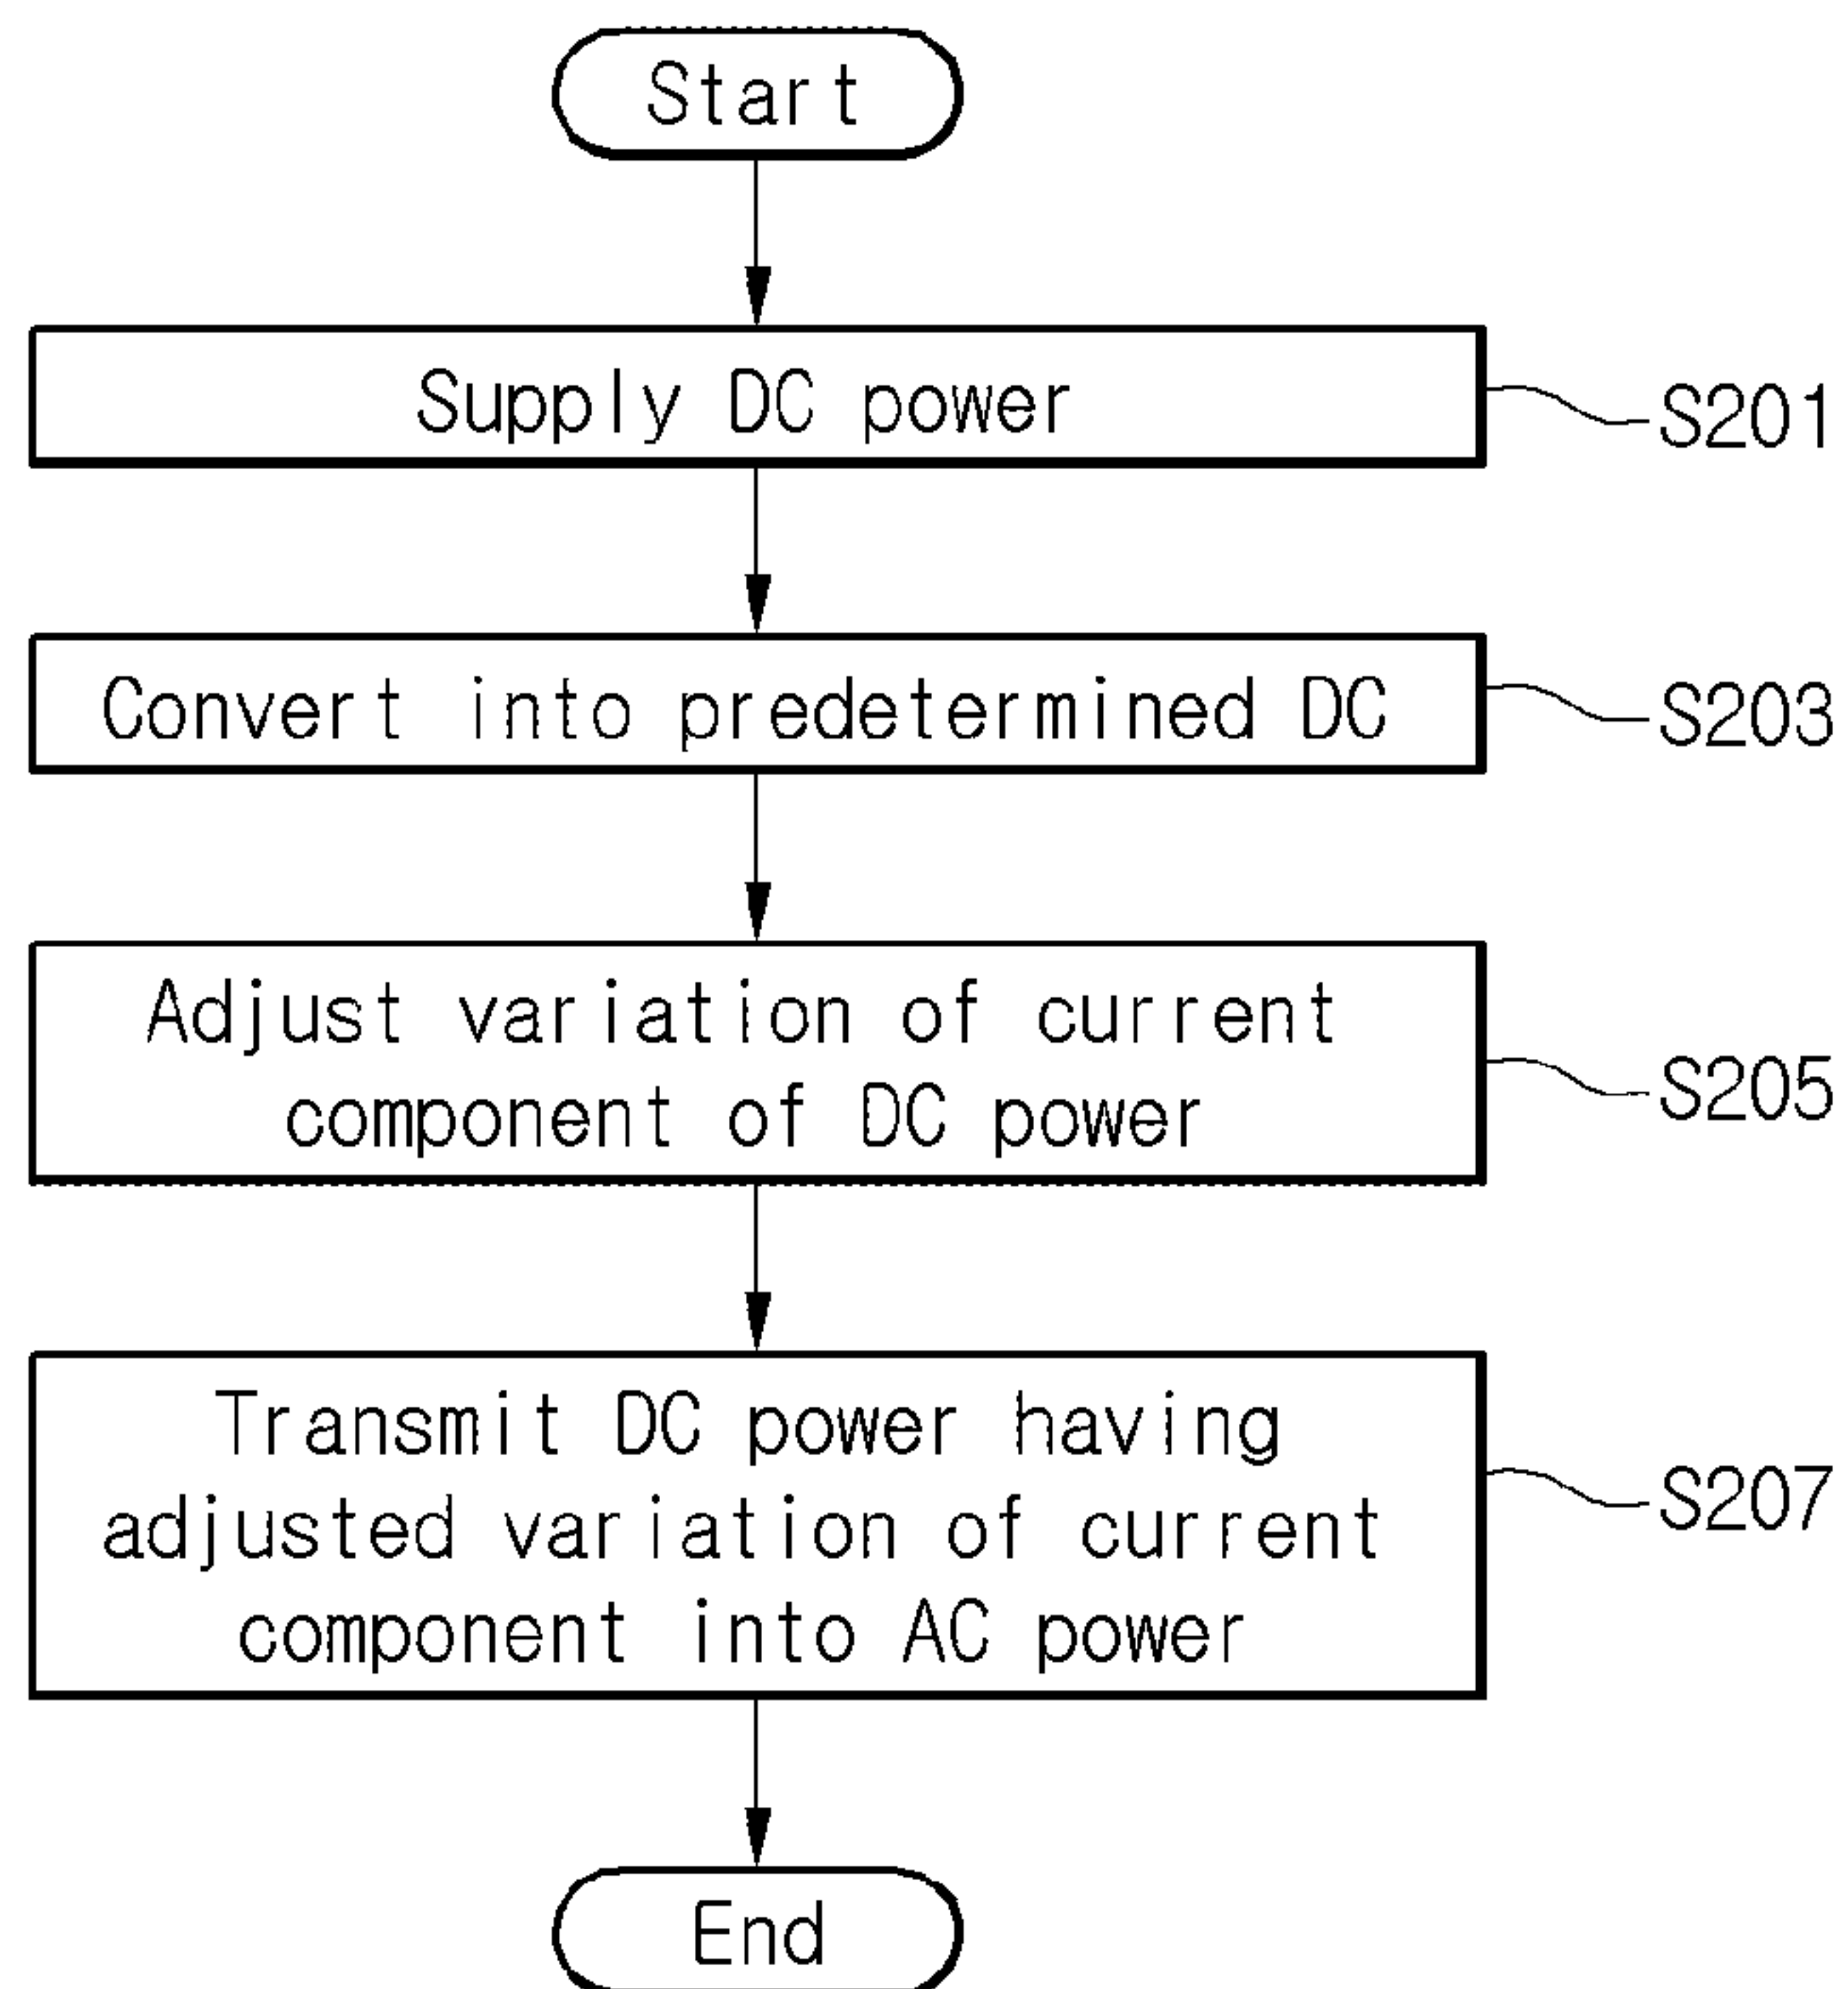 Start
Supply DC power
S201
Convert into predetermined DC
S203
Adjust variation of current
component of DC power
S205
Transmit DC power having
adjusted variation of current
component into AC power
S207
End